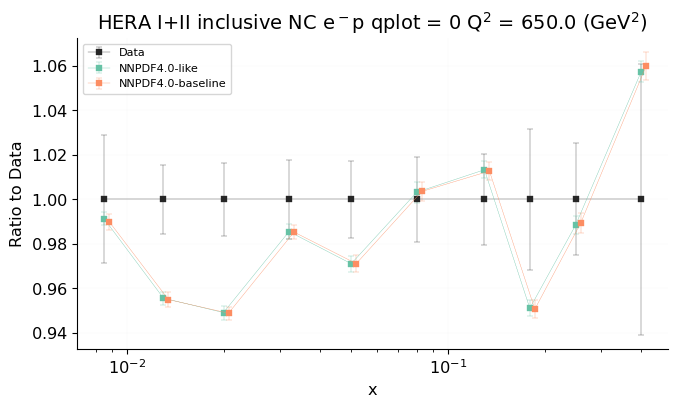 HERA I+II inclusive NC e⁻p qplot = 0 Q² = 650.0 (GeV²)
Data
NNPDF4.0-like
NNPDF4.0-baseline
Ratio to Data
1.06
1.04
1.02
1.00
0.98
0.96
0.94
10⁻² 10⁻¹
x